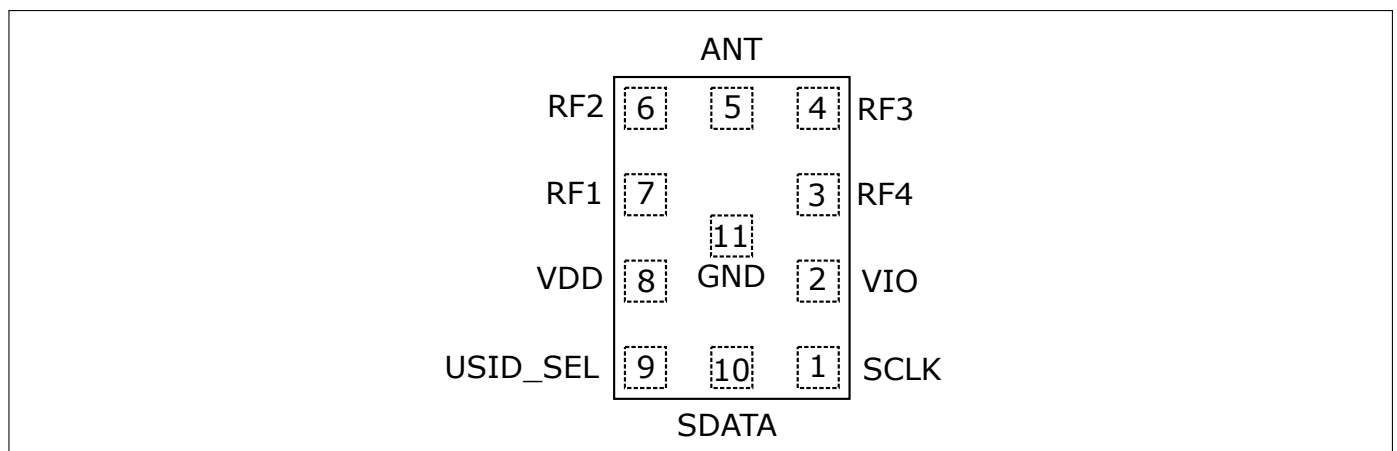 ANT
RF2 6 5 4 RF3
RF1 7 3 RF4
11
VDD 8 GND 2 VIO
USID_SEL 9 10 1 SCLK
SDATA